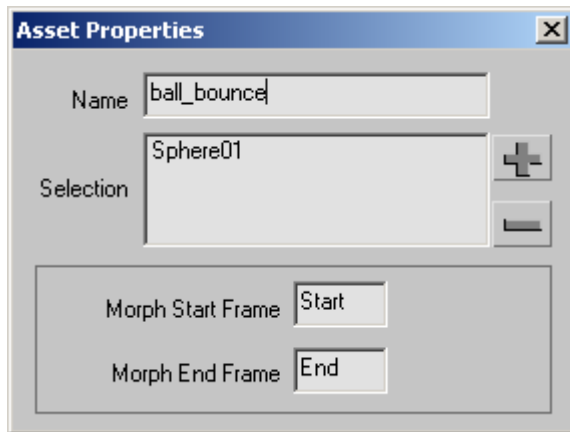 Asset Properties
Name ball_bounce
Selection Sphere01
Morph Start Frame Start
Morph End Frame End